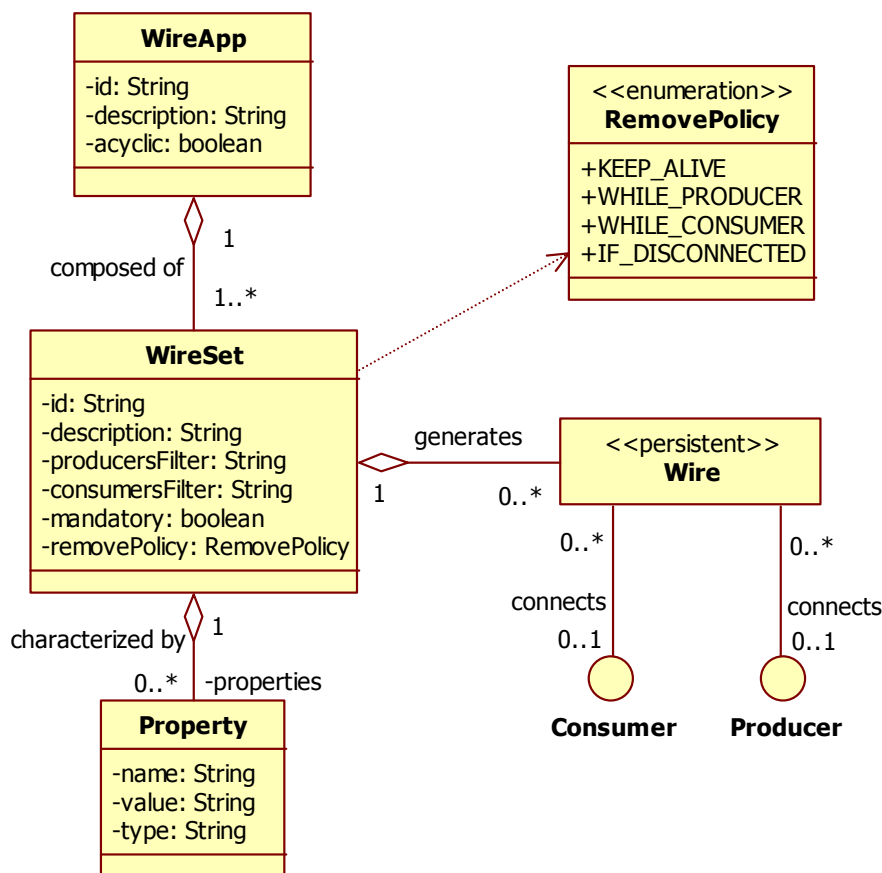 WireApp
-id: String
-description: String
-acyclic: boolean
<<enumeration>>
RemovePolicy
+KEEP_ALIVE
+WHILE_PRODUCER
+WHILE_CONSUMER
+IF_DISCONNECTED
1
composed of
1..*
WireSet
-id: String
-description: String
-producersFilter: String
-consumersFilter: String
-mandatory: boolean
-removePolicy: RemovePolicy
generates
1
0..*
<<persistent>>
Wire
0..*
0..*
connects
connects
0..1
0..1
Consumer
Producer
1
characterized by
0..*
-properties
Property
-name: String
-value: String
-type: String